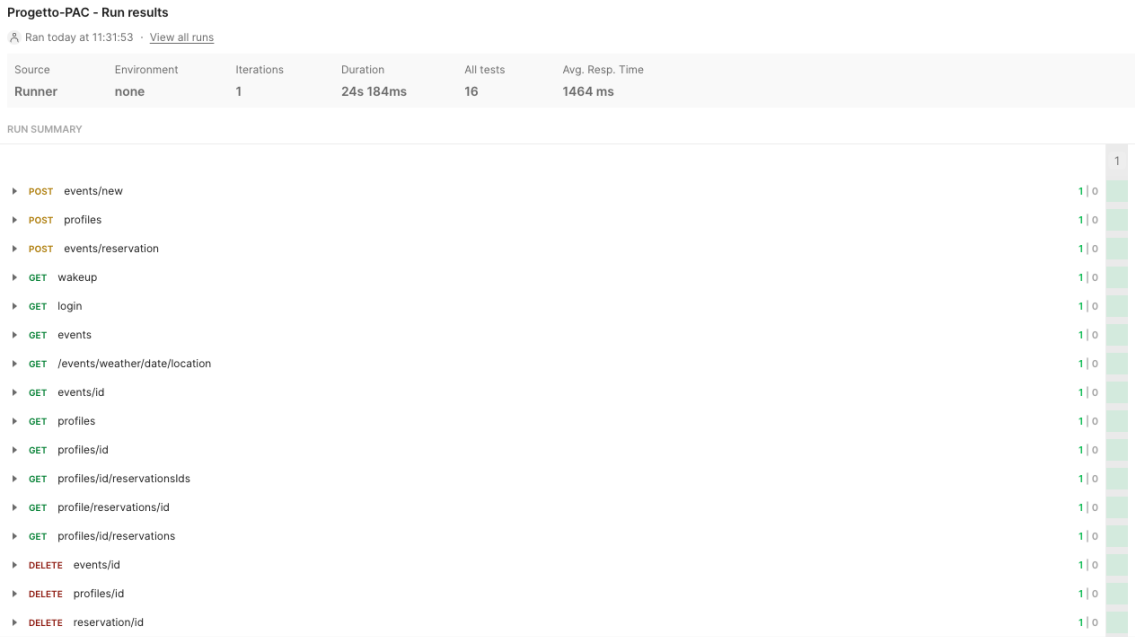 Progetto-PAC - Run results
Ran today at 11:31:53 · View all runs
Source Environment Iterations Duration All tests Avg. Resp. Time
Runner none 1 24s 184ms 16 1464 ms
RUN SUMMARY
1
POST events/new 1 | 0
POST profiles 1 | 0
POST events/reservation 1 | 0
GET wakeup 1 | 0
GET login 1 | 0
GET events 1 | 0
GET /events/weather/date/location 1 | 0
GET events/id 1 | 0
GET profiles 1 | 0
GET profiles/id 1 | 0
GET profiles/id/reservationsIds 1 | 0
GET profile/reservations/id 1 | 0
GET profiles/id/reservations 1 | 0
DELETE events/id 1 | 0
DELETE profiles/id 1 | 0
DELETE reservation/id 1 | 0